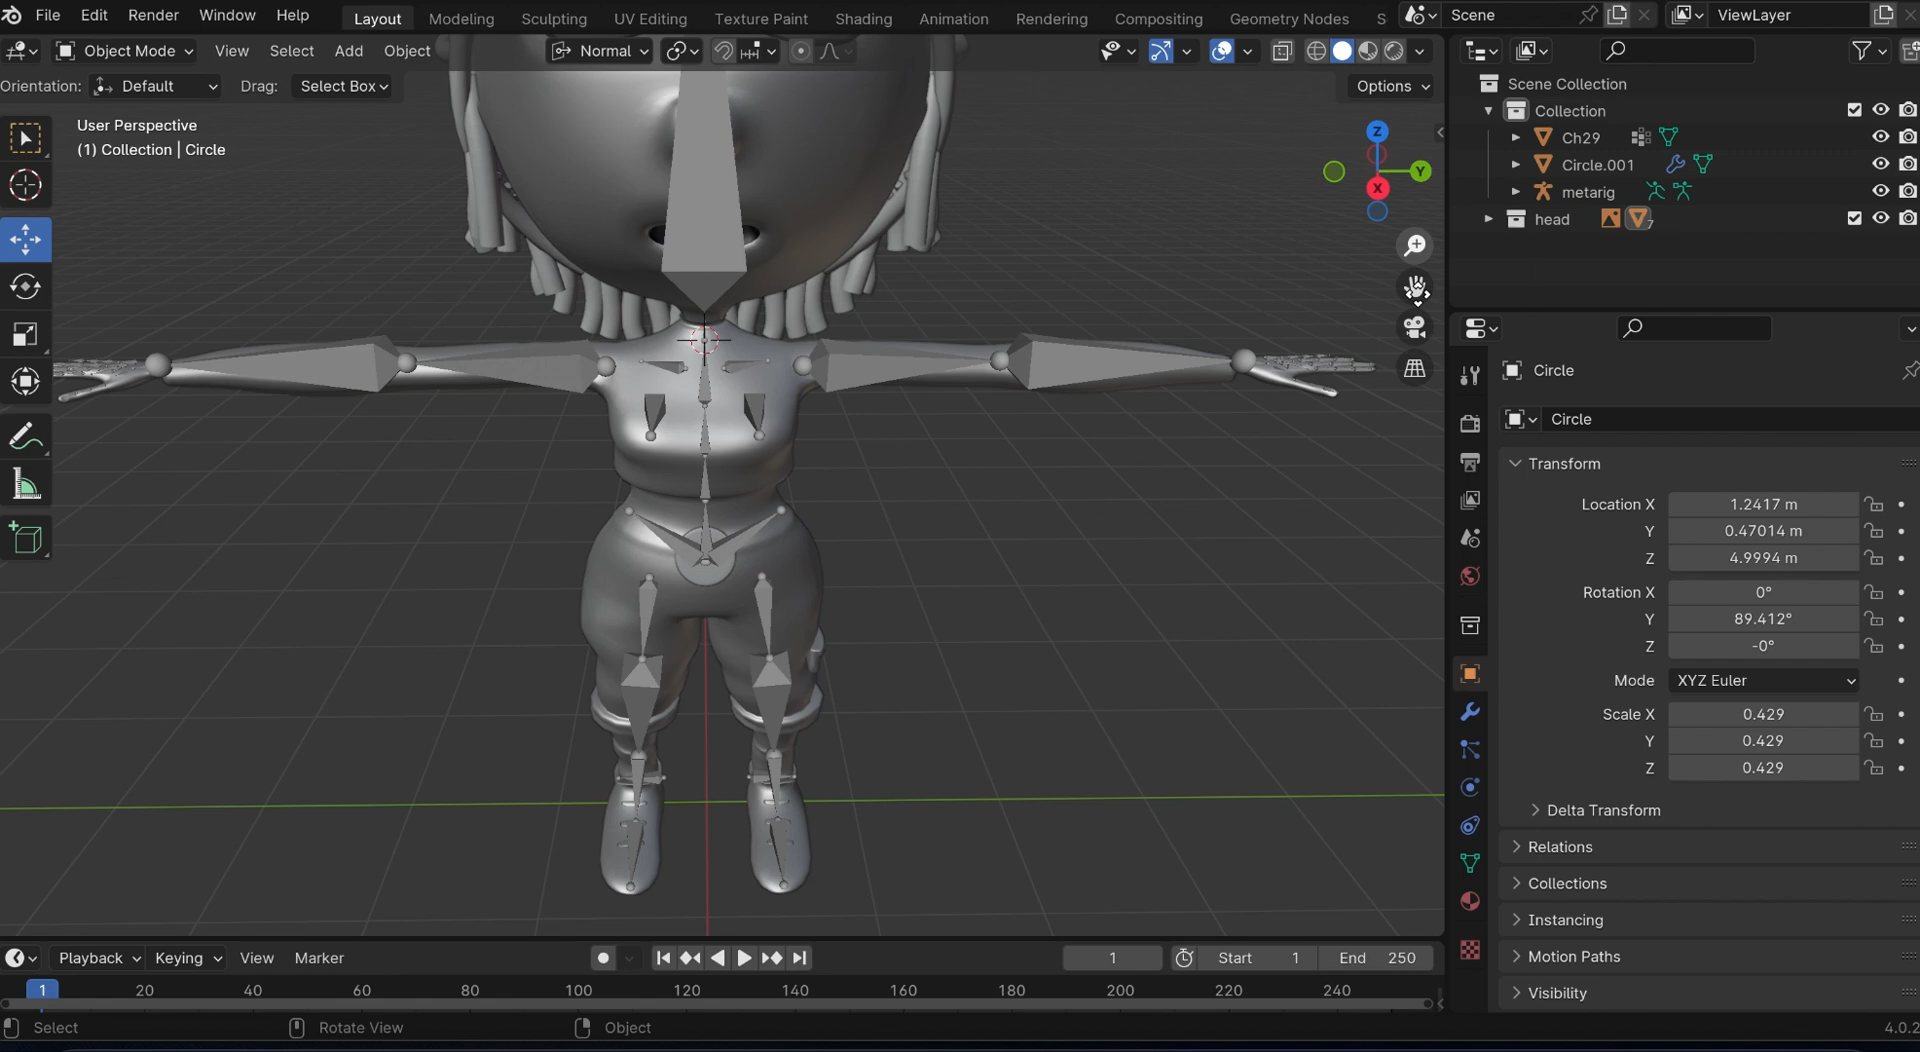 File Edit Render Window Help Layout Modeling Sculpting UV Editing Texture Paint Shading Animation Rendering Compositing Geometry Nodes S Scene ViewLayer
Object Mode View Select Add Object Normal
Orientation: Default Drag: Select Box Options
User Perspective
(1) Collection | Circle
Z
Y
X
Scene Collection
Collection
Ch29
Circle.001
metarig
head 7
Circle
Circle
Transform
Location X 1.2417 m
Y 0.47014 m
Z 4.9994 m
Rotation X 0°
Y 89.412°
Z -0°
Mode XYZ Euler
Scale X 0.429
Y 0.429
Z 0.429
Delta Transform
Relations
Collections
Instancing
Motion Paths
Visibility
Playback Keying View Marker 1 Start 1 End 250
1 20 40 60 80 100 120 140 160 180 200 220 240
Select Rotate View Object 4.0.2